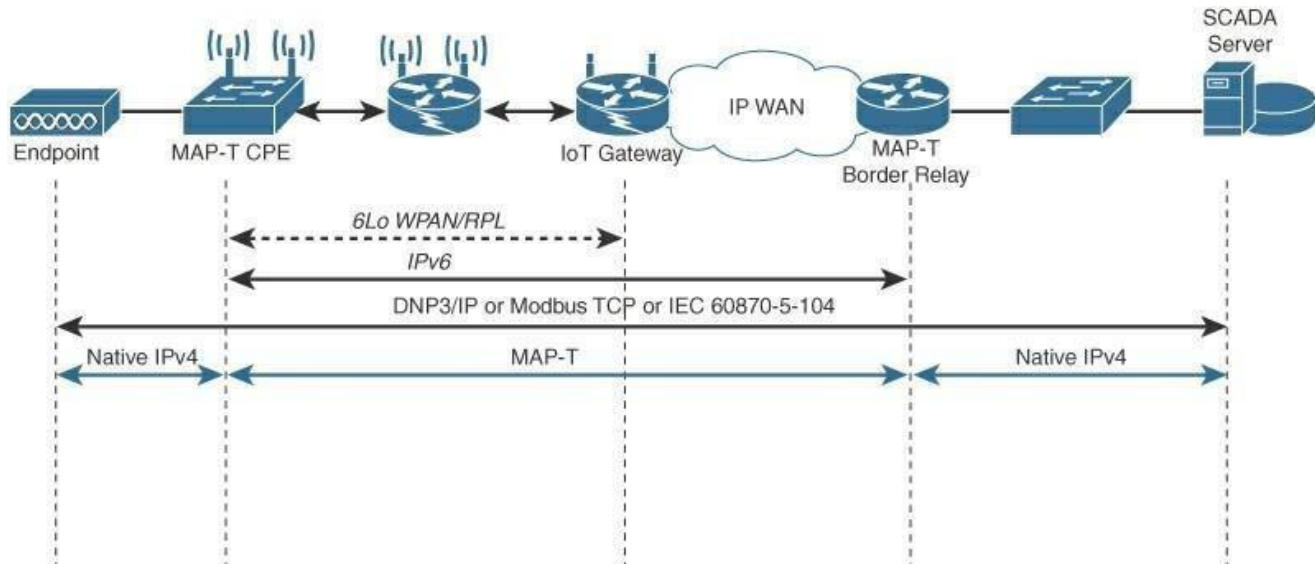 SCADA
Server
IP WAN
Endpoint
MAP-T CPE
IoT Gateway
MAP-T
Border Relay
6Lo WPAN/RPL
IPv6
DNP3/IP or Modbus TCP or IEC 60870-5-104
Native IPv4
MAP-T
Native IPv4